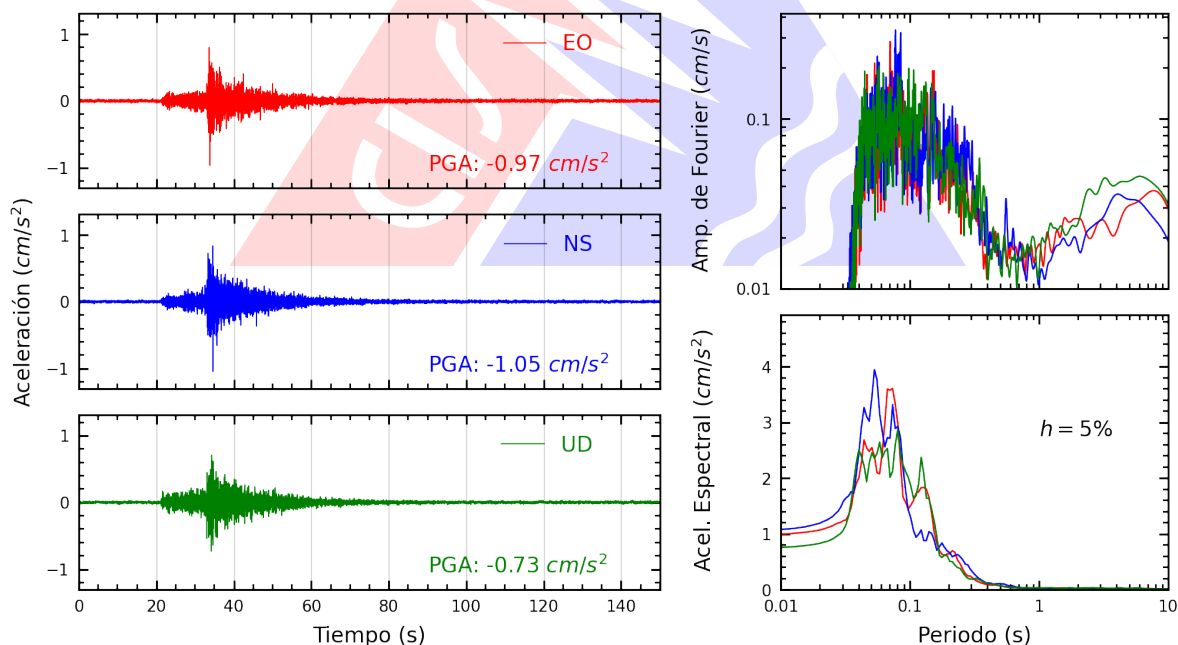 Aceleración (cm/s²)
1
0
−1
EO
PGA: -0.97 cm/s²
1
0
−1
NS
PGA: -1.05 cm/s²
1
0
−1
UD
PGA: -0.73 cm/s²
0 20 40 60 80 100 120 140
Tiempo (s)
Amp. de Fourier (cm/s)
0.1
0.01
Acel. Espectral (cm/s²)
4
3
2
1
0
h = 5%
0.01 0.1 1 10
Periodo (s)